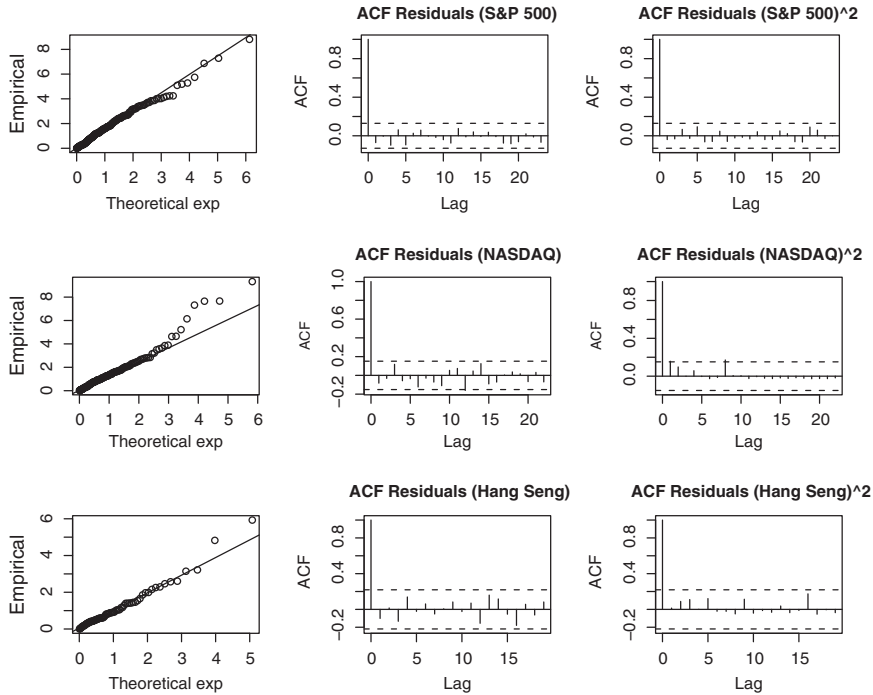 ACF Residuals (S&P 500)
ACF Residuals (S&P 500)^2
Empirical
0 2 4 6 8
0 1 2 3 4 5 6
Theoretical exp
ACF
0.0 0.4 0.8
0 5 10 15 20
Lag
ACF
0.0 0.4 0.8
0 5 10 15 20
Lag
ACF Residuals (NASDAQ)
ACF Residuals (NASDAQ)^2
Empirical
0 2 4 6 8
0 1 2 3 4 5 6
Theoretical exp
ACF
−0.2 0.2 0.6 1.0
0 5 10 15 20
Lag
ACF
0.0 0.4 0.8
0 5 10 15 20
Lag
ACF Residuals (Hang Seng)
ACF Residuals (Hang Seng)^2
Empirical
0 2 4 6
0 1 2 3 4 5
Theoretical exp
ACF
−0.2 0.4 0.8
0 5 10 15
Lag
ACF
−0.2 0.4 0.8
0 5 10 15
Lag